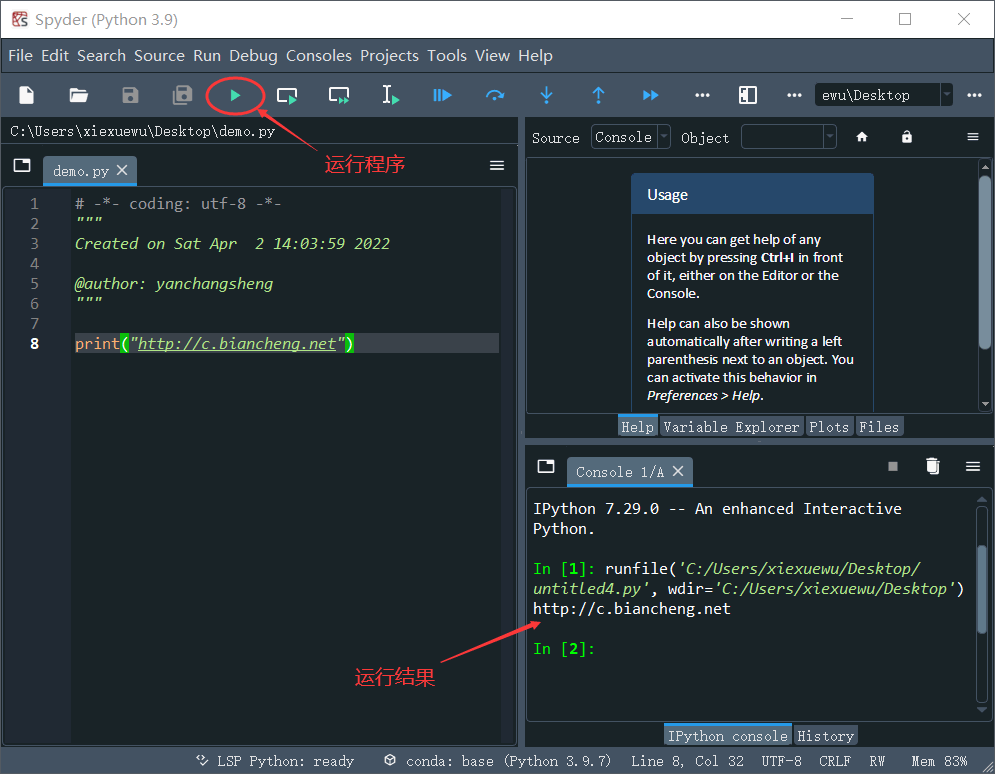 Spyder (Python 3.9)
File Edit Search Source Run Debug Consoles Projects Tools View Help
ewu\Desktop
C:\Users\xiexuewu\Desktop\demo.py
运行程序
demo.py
1 # -*- coding: utf-8 -*-
2 """
3 Created on Sat Apr  2 14:03:59 2022
4
5 @author: yanchangsheng
6 """
7
8 print("http://c.biancheng.net")
Source Console Object
Usage
Here you can get help of any
object by pressing Ctrl+I in front
of it, either on the Editor or the
Console.
Help can also be shown
automatically after writing a left
parenthesis next to an object. You
can activate this behavior in
Preferences > Help.
Help Variable Explorer Plots Files
Console 1/A
IPython 7.29.0 -- An enhanced Interactive
Python.
In [1]: runfile('C:/Users/xiexuewu/Desktop/
untitled4.py', wdir='C:/Users/xiexuewu/Desktop')
http://c.biancheng.net
In [2]:
运行结果
IPython console History
LSP Python: ready conda: base (Python 3.9.7) Line 8, Col 32 UTF-8 CRLF RW Mem 83%